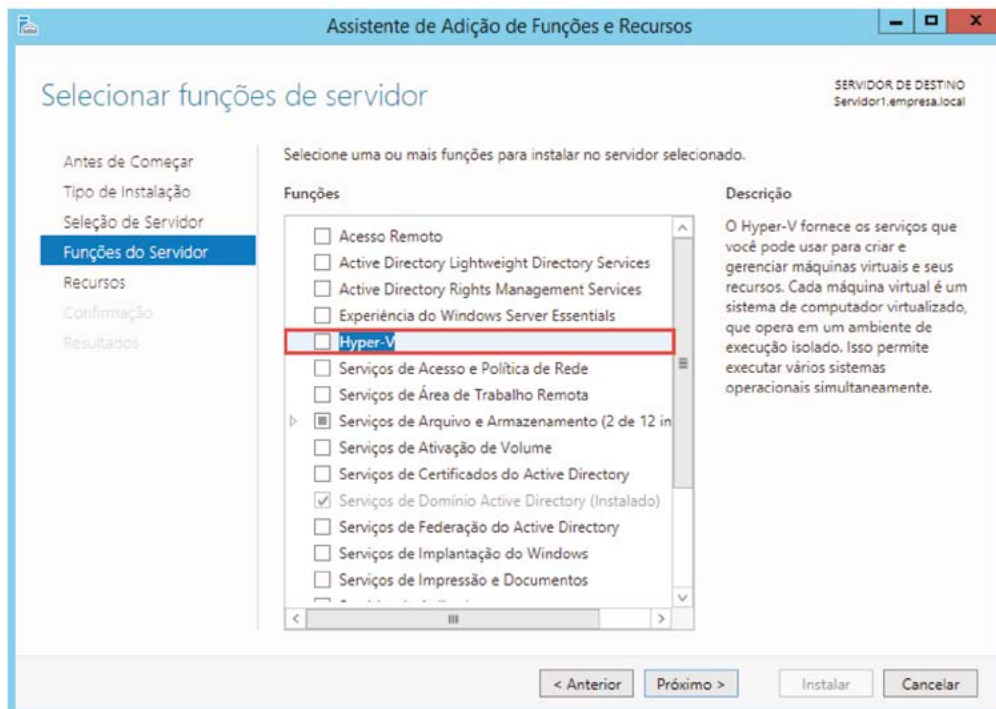 Assistente de Adição de Funções e Recursos
Selecionar funções de servidor
SERVIDOR DE DESTINO
Servidor1.empresa.local
Antes de Começar
Tipo de Instalação
Seleção de Servidor
Funções do Servidor
Recursos
Confirmação
Resultados
Selecione uma ou mais funções para instalar no servidor selecionado.
Funções
Acesso Remoto
Active Directory Lightweight Directory Services
Active Directory Rights Management Services
Experiência do Windows Server Essentials
Hyper-V
Serviços de Acesso e Política de Rede
Serviços de Área de Trabalho Remota
Serviços de Arquivo e Armazenamento (2 de 12 in
Serviços de Ativação de Volume
Serviços de Certificados do Active Directory
Serviços de Domínio Active Directory (Instalado)
Serviços de Federação do Active Directory
Serviços de Implantação do Windows
Serviços de Impressão e Documentos
Descrição
O Hyper-V fornece os serviços que
você pode usar para criar e
gerenciar máquinas virtuais e seus
recursos. Cada máquina virtual é um
sistema de computador virtualizado,
que opera em um ambiente de
execução isolado. Isso permite
executar vários sistemas
operacionais simultaneamente.
< Anterior
Próximo >
Instalar
Cancelar